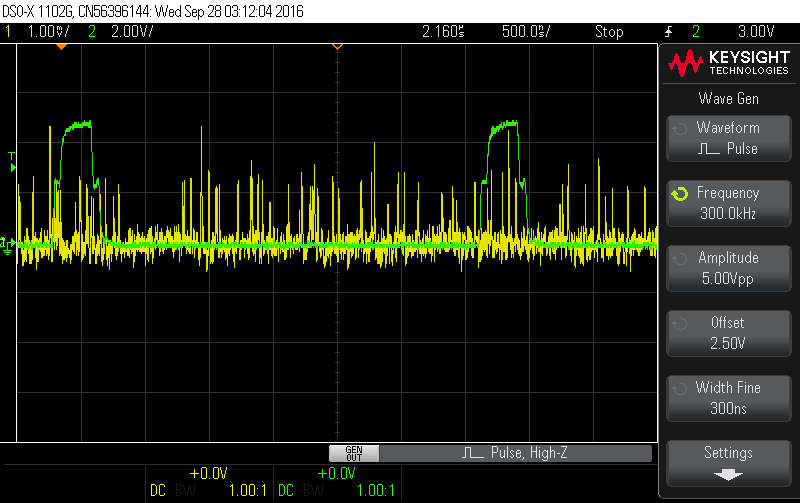 DSO-X 1102G, CN56396144: Wed Sep 28 03:12:04 2016
1 1.00V/ 2 2.00V/ 2.160s 500.0s/ Stop 2 3.00V
KEYSIGHT
TECHNOLOGIES
Wave Gen
Waveform
Pulse
T
Frequency
300.0kHz
Amplitude
5.00Vpp
Offset
2.50V
Width Fine
300ns
GEN
OUT
Pulse, High-Z
Settings
+0.0V +0.0V
DC BW 1.00:1 DC BW 1.00:1